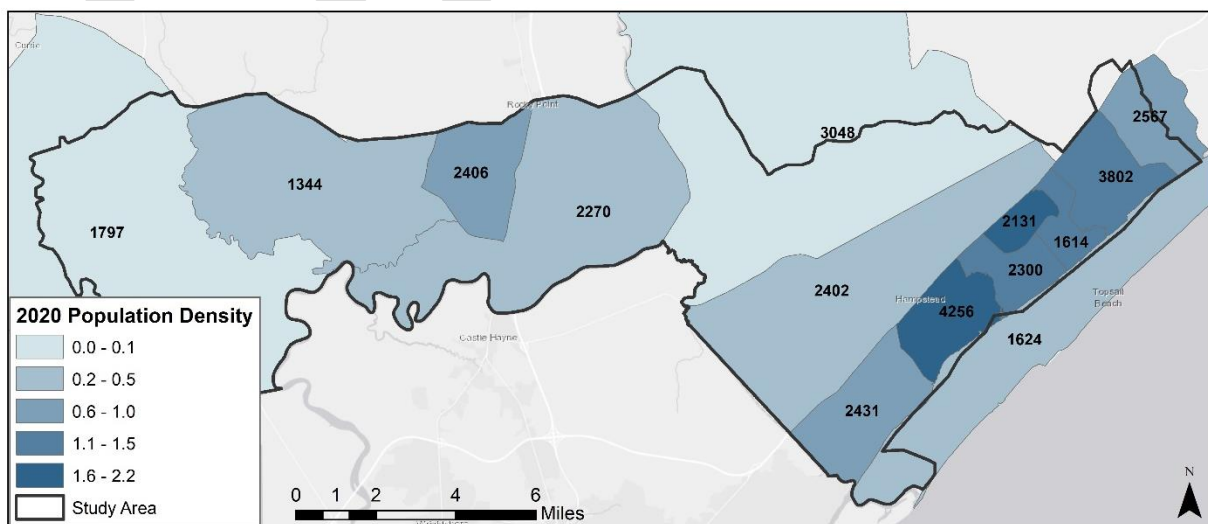 Currie
Rocky Point
3048
2567
3802
2406
1344
2270
2131
1797
1614
2300
2402
Hampstead
4256
Topsail
Beach
1624
Castle Hayne
2431
2020 Population Density
0.0 - 0.1
0.2 - 0.5
0.6 - 1.0
1.1 - 1.5
1.6 - 2.2
Study Area
0 1 2 4 6
Miles
N